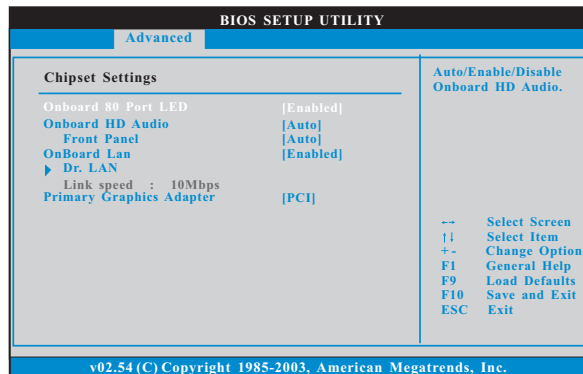 BIOS SETUP UTILITY
Advanced
Chipset Settings
Onboard 80 Port LED [Enabled]
Onboard HD Audio [Auto]
Front Panel [Auto]
OnBoard Lan [Enabled]
Dr. LAN
Link speed : 10Mbps
Primary Graphics Adapter [PCI]
Auto/Enable/Disable
Onboard HD Audio.
←→ Select Screen
↑↓ Select Item
+ - Change Option
F1 General Help
F9 Load Defaults
F10 Save and Exit
ESC Exit
v02.54 (C) Copyright 1985-2003, American Megatrends, Inc.